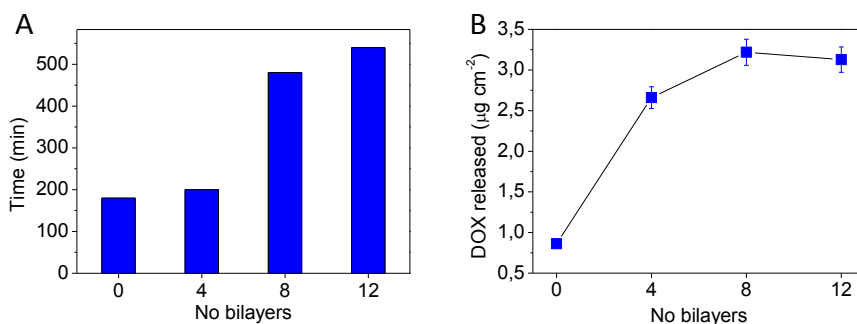 A
Time (min)
500
400
300
200
100
0
0 4 8 12
No bilayers
B
DOX released (µg cm⁻²)
3,5
3,0
2,5
2,0
1,5
1,0
0,5
0 4 8 12
No bilayers